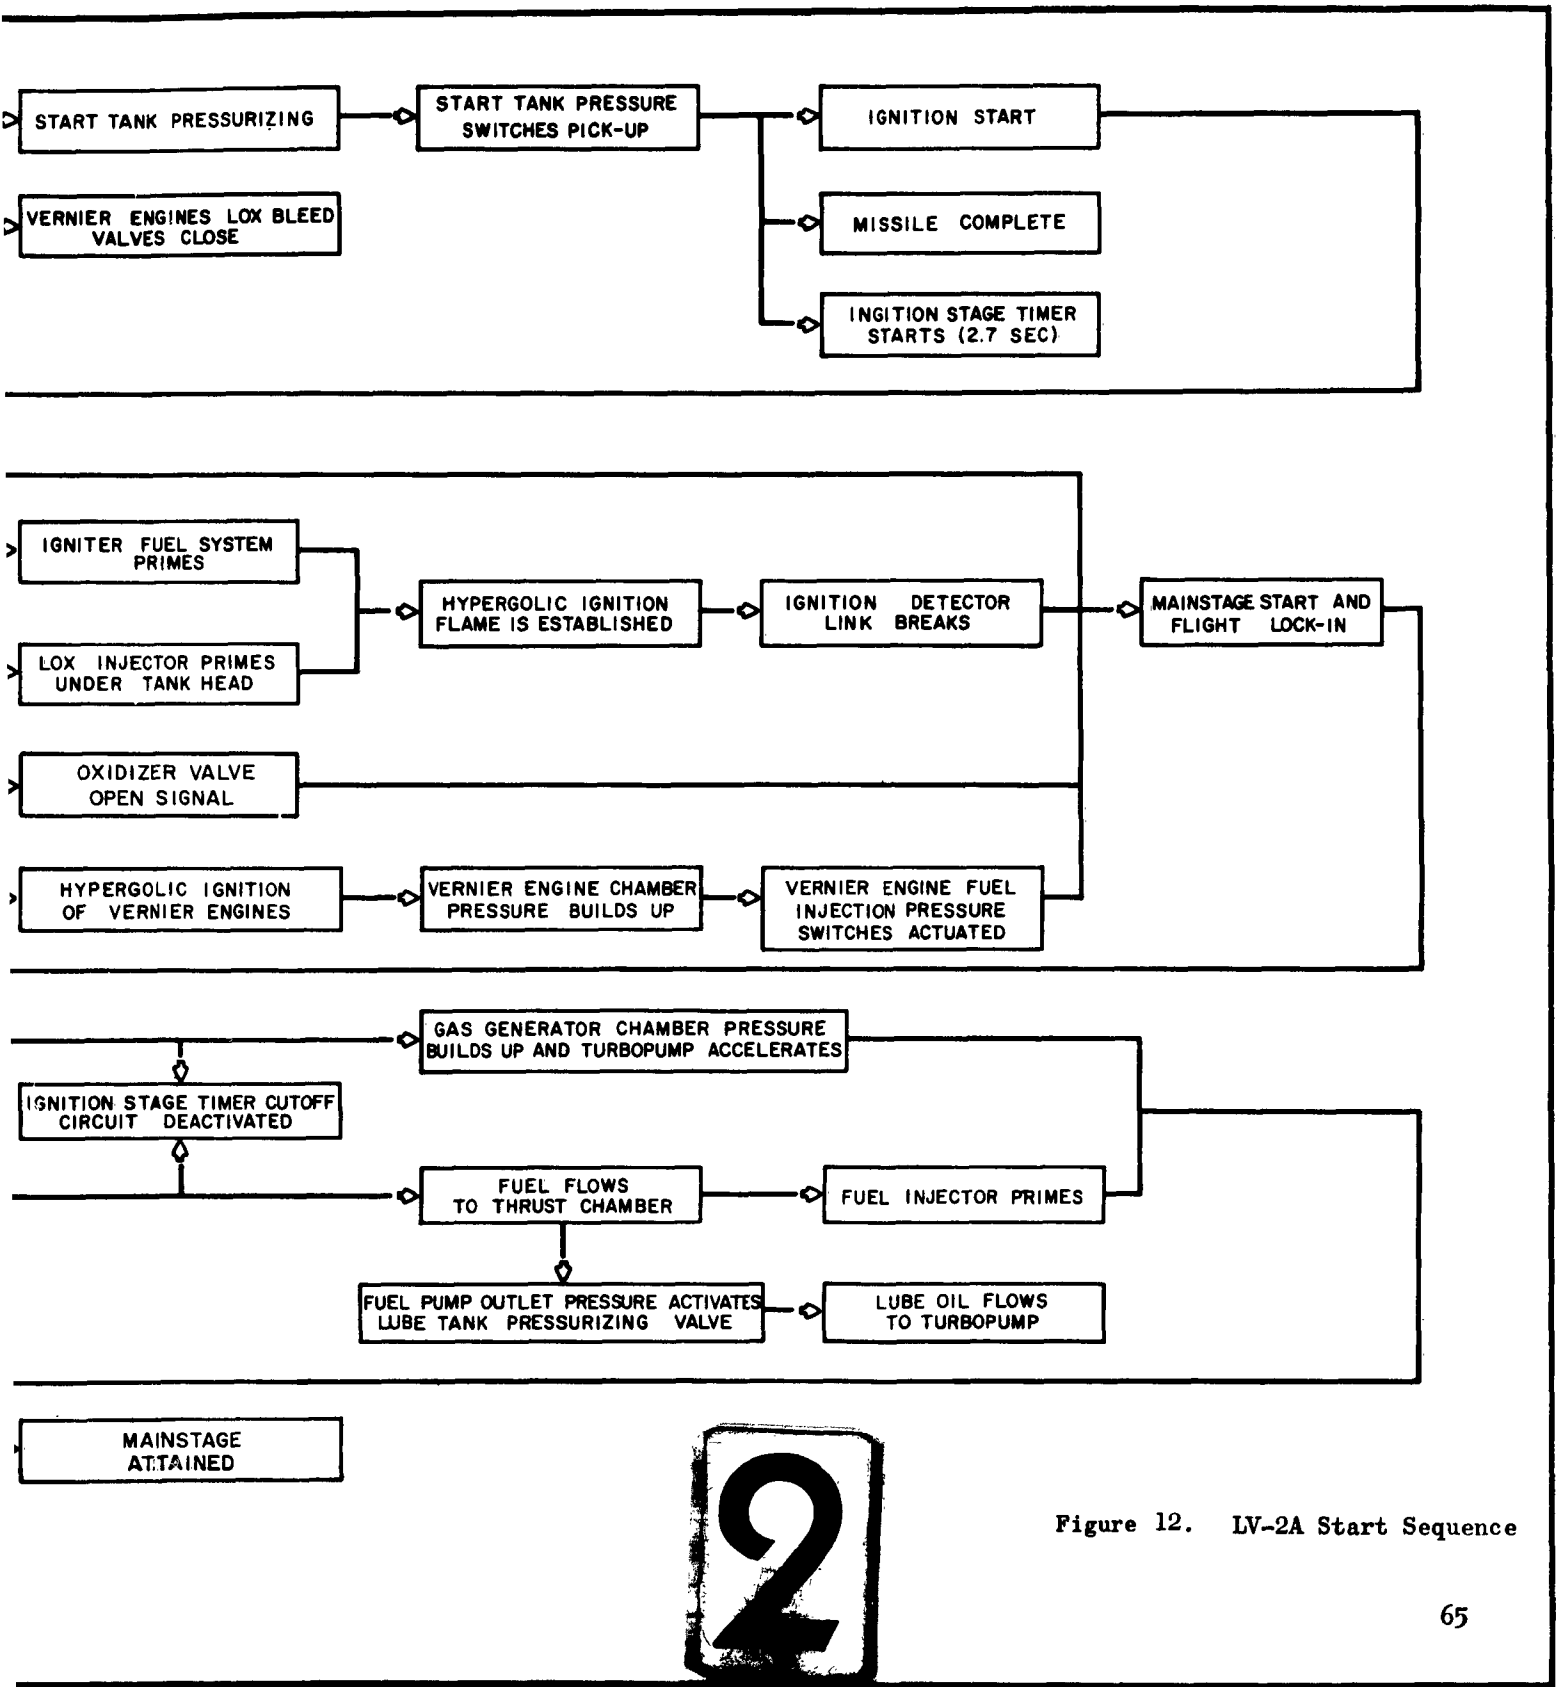 START TANK PRESSURIZING
START TANK PRESSURE
SWITCHES PICK-UP
IGNITION START
VERNIER ENGINES LOX BLEED
VALVES CLOSE
MISSILE COMPLETE
INGITION STAGE TIMER
STARTS (2.7 SEC)
IGNITER FUEL SYSTEM
PRIMES
HYPERGOLIC IGNITION
FLAME IS ESTABLISHED
IGNITION DETECTOR
LINK BREAKS
MAINSTAGE START AND
FLIGHT LOCK-IN
LOX INJECTOR PRIMES
UNDER TANK HEAD
OXIDIZER VALVE
OPEN SIGNAL
HYPERGOLIC IGNITION
OF VERNIER ENGINES
VERNIER ENGINE CHAMBER
PRESSURE BUILDS UP
VERNIER ENGINE FUEL
INJECTION PRESSURE
SWITCHES ACTUATED
GAS GENERATOR CHAMBER PRESSURE
BUILDS UP AND TURBOPUMP ACCELERATES
IGNITION STAGE TIMER CUTOFF
CIRCUIT DEACTIVATED
FUEL FLOWS
TO THRUST CHAMBER
FUEL INJECTOR PRIMES
FUEL PUMP OUTLET PRESSURE ACTIVATES
LUBE TANK PRESSURIZING VALVE
LUBE OIL FLOWS
TO TURBOPUMP
MAINSTAGE
ATTAINED
2
Figure 12. LV-2A Start Sequence
65